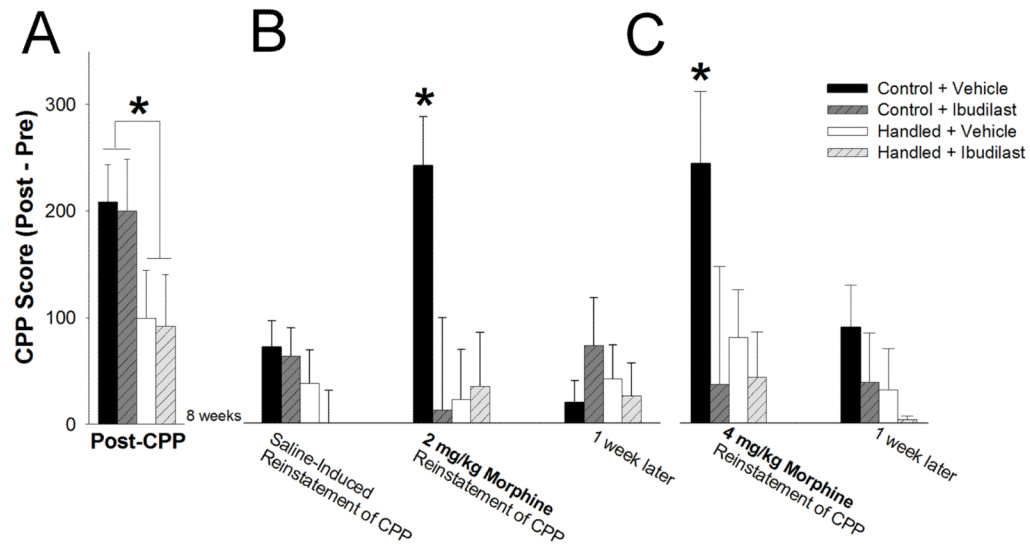 A
B
C
*
*
*
Control + Vehicle
Control + Ibudilast
Handled + Vehicle
Handled + Ibudilast
CPP Score (Post - Pre)
300
200
100
0
8 weeks
Post-CPP
Saline-Induced
Reinstatement of CPP
2 mg/kg Morphine
Reinstatement of CPP
1 week later
4 mg/kg Morphine
Reinstatement of CPP
1 week later